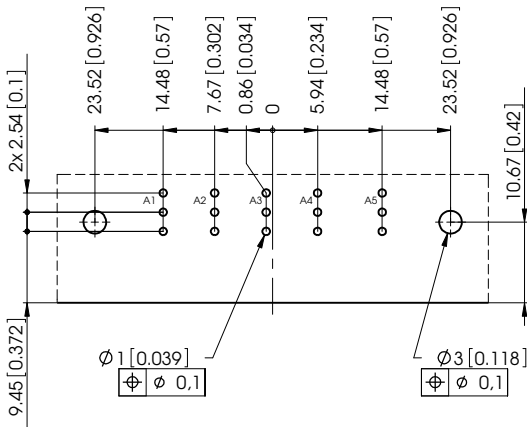 23.52 [0.926]
14.48 [0.57]
7.67 [0.302]
0.86 [0.034]
0
5.94 [0.234]
14.48 [0.57]
23.52 [0.926]
2x 2.54 [0.1]
10.67 [0.42]
A1
A2
A3
A4
A5
9.45 [0.372]
Ø1 [0.039]
⌖ Ø 0,1
Ø3 [0.118]
⌖ Ø 0,1